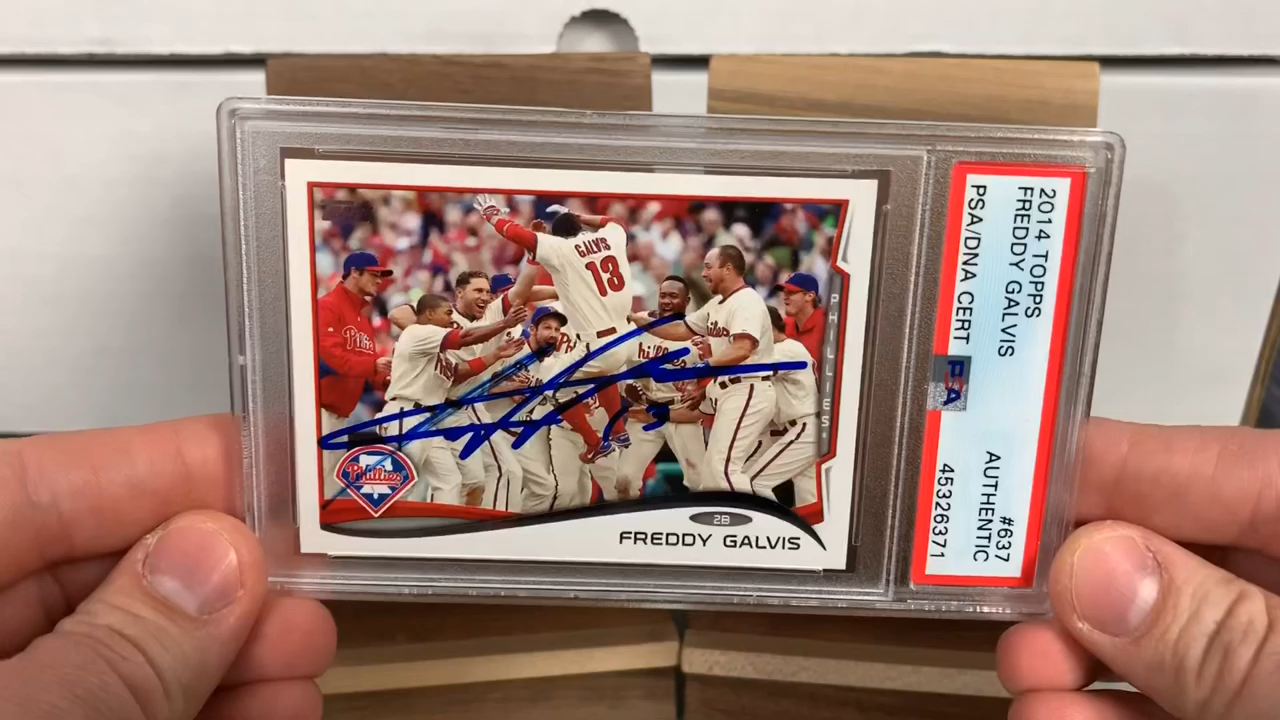 GALVIS
13
Phillies
PHILLIES
13
Phillies
2B
FREDDY GALVIS
2014 TOPPS
FREDDY GALVIS
PSA/DNA CERT
PSA
#637
AUTHENTIC
45326371